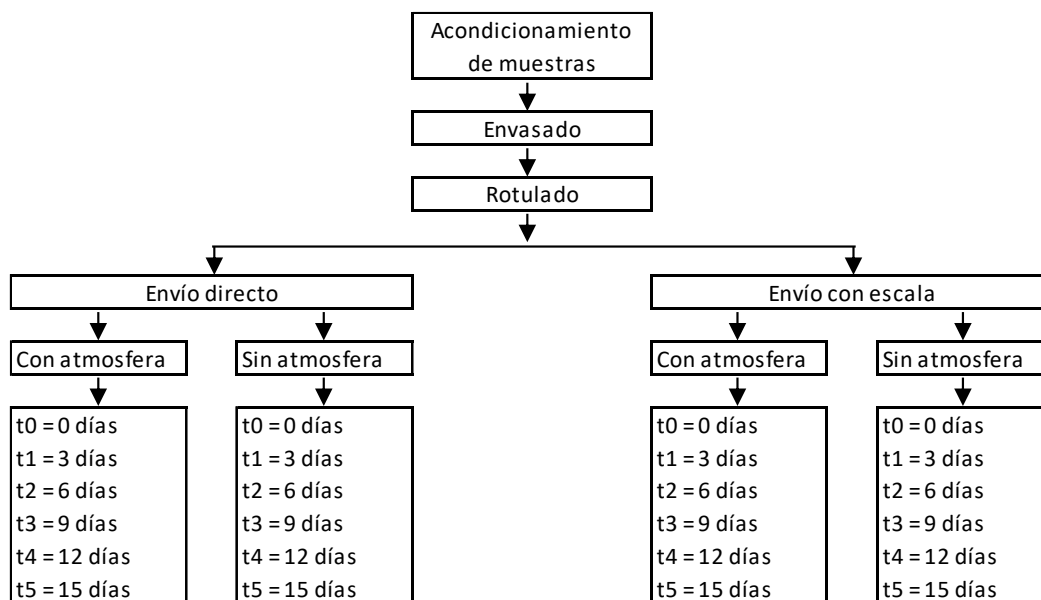 Acondicionamiento
de muestras
Envasado
Rotulado
Envío directo
Envío con escala
Con atmosfera
Sin atmosfera
Con atmosfera
Sin atmosfera
t0 = 0 días
t1 = 3 días
t2 = 6 días
t3 = 9 días
t4 = 12 días
t5 = 15 días
t0 = 0 días
t1 = 3 días
t2 = 6 días
t3 = 9 días
t4 = 12 días
t5 = 15 días
t0 = 0 días
t1 = 3 días
t2 = 6 días
t3 = 9 días
t4 = 12 días
t5 = 15 días
t0 = 0 días
t1 = 3 días
t2 = 6 días
t3 = 9 días
t4 = 12 días
t5 = 15 días